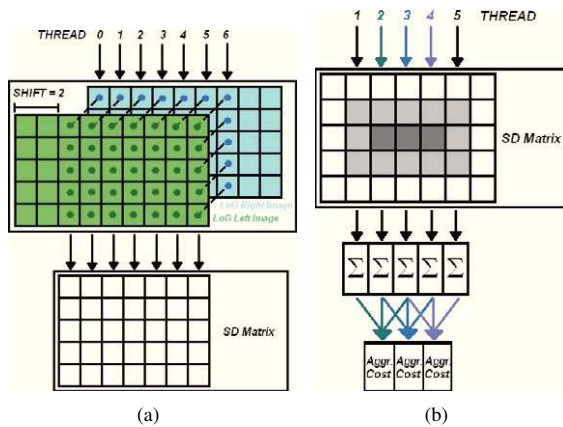 THREAD 0 1 2 3 4 5 6
SHIFT = 2
LoG Right Image
LoG Left Image
SD Matrix
(a)
THREAD
1 2 3 4 5
SD Matrix
Σ Σ Σ Σ Σ
Aggr. Aggr. Aggr.
Cost Cost Cost
(b)